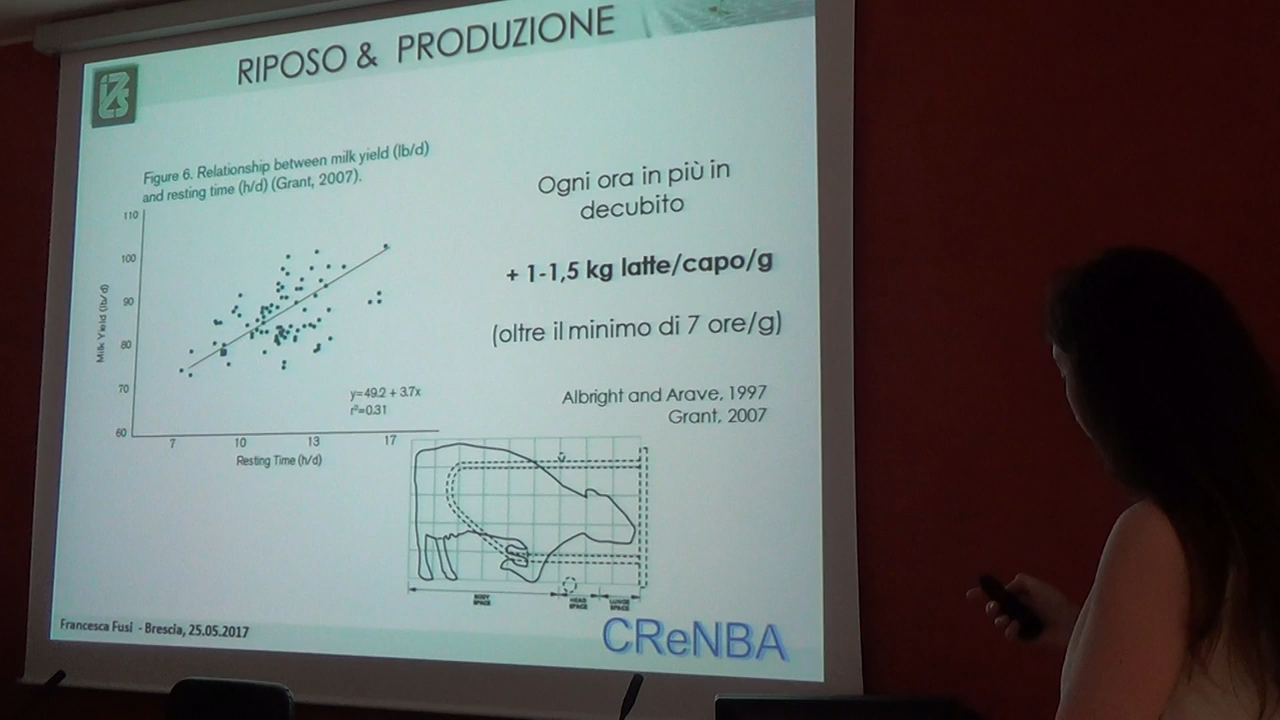 RIPOSO & PRODUZIONE
IZSLS
Figure 6. Relationship between milk yield (lb/d)
and resting time (h/d) (Grant, 2007).
110
100
90
80
70
60
Milk Yield (lb/d)
y=49.2 + 3.7x
r²=0.31
7 10 13 17
Resting Time (h/d)
Ogni ora in più in
decubito
+ 1-1,5 kg latte/capo/g
(oltre il minimo di 7 ore/g)
Albright and Arave, 1997
Grant, 2007
BODY
SPACE
HEAD
SPACE
LUNGE
SPACE
Francesca Fusi - Brescia, 25.05.2017
CReNBA